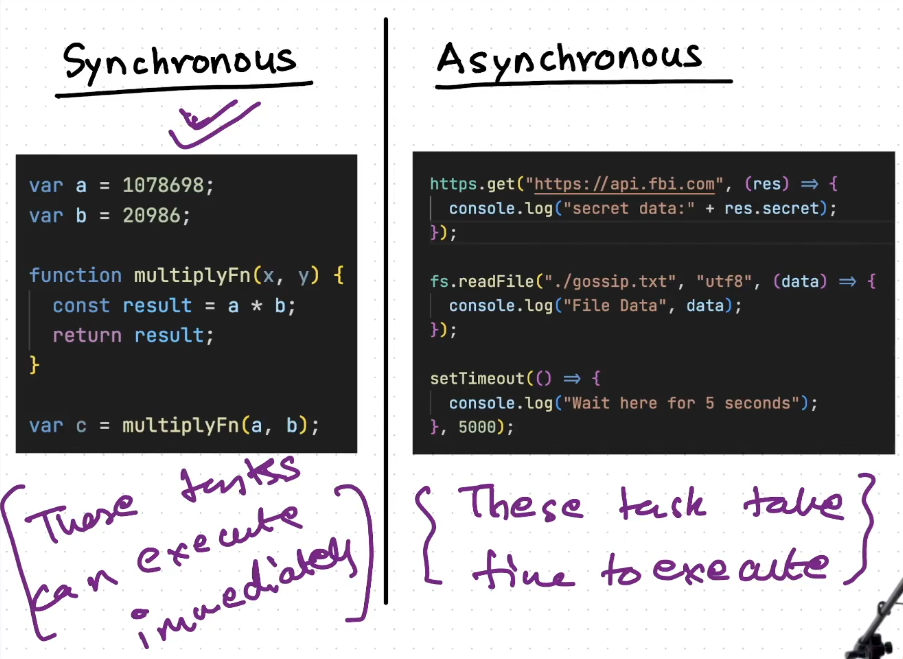 Synchronous
var a = 1078698;
var b = 20986;
function multiplyFn(x, y) {
const result = a * b;
return result;
}
var c = multiplyFn(a, b);
These tasks
can execute
immediately
Asynchronous
https.get("https://api.fbi.com", (res) => {
console.log("secret data:" + res.secret);
});
fs.readFile("./gossip.txt", "utf8", (data) => {
console.log("File Data", data);
});
setTimeout(() => {
console.log("Wait here for 5 seconds");
}, 5000);
These task take
time to execute